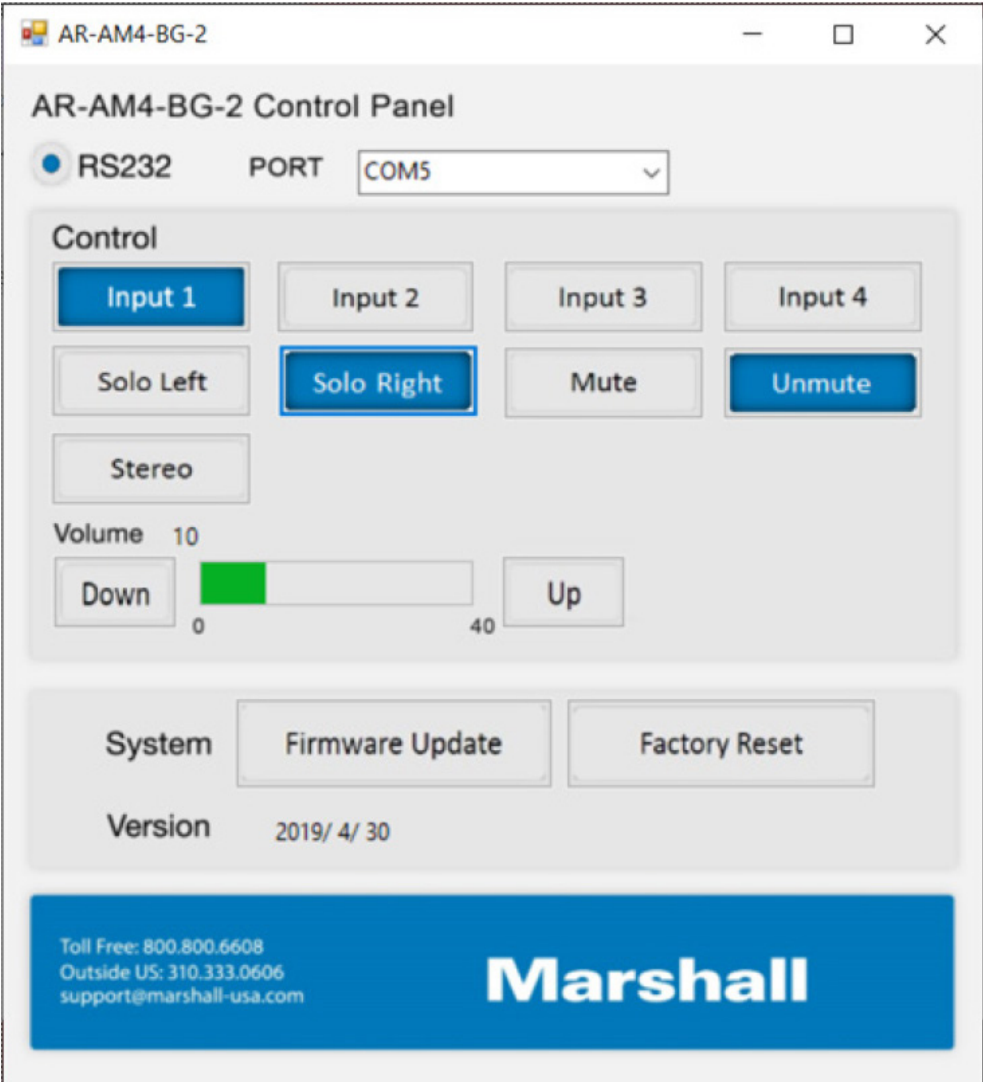 AR-AM4-BG-2
AR-AM4-BG-2 Control Panel
RS232 PORT COM5
Control
Input 1 Input 2 Input 3 Input 4
Solo Left Solo Right Mute Unmute
Stereo
Volume 10
Down Up
0 40
System Firmware Update Factory Reset
Version 2019/ 4/ 30
Toll Free: 800.800.6608
Outside US: 310.333.0606
support@marshall-usa.com
Marshall